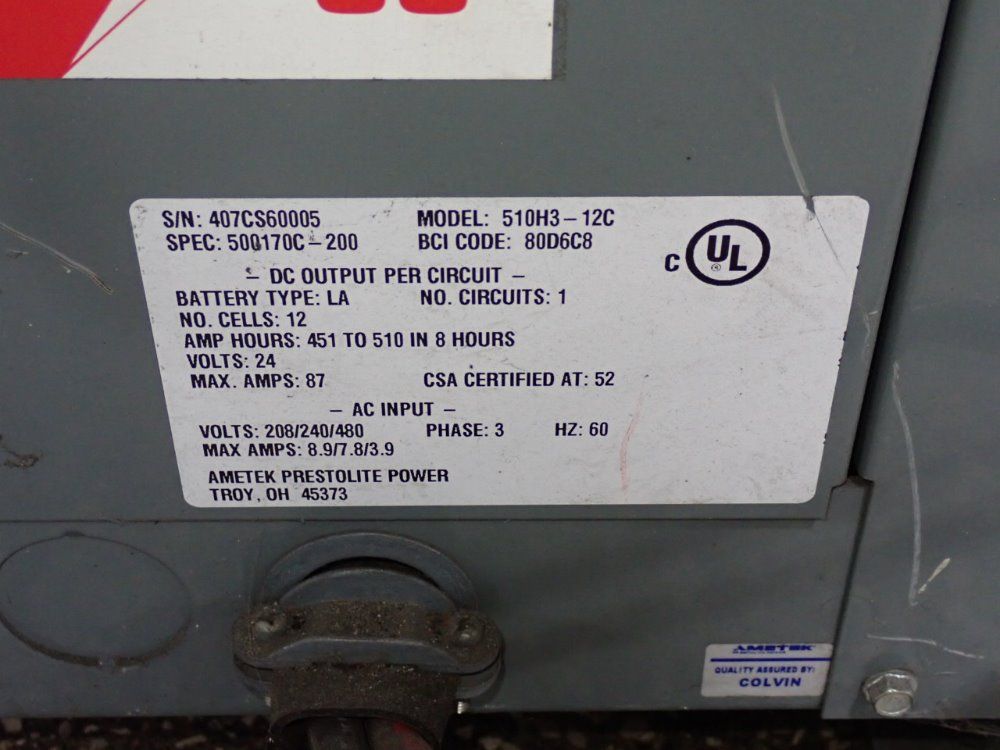 S/N: 407CS60005 MODEL: 510H3-12C
SPEC: 500170C-200 BCI CODE: 80D6C8
C UL ®
- DC OUTPUT PER CIRCUIT -
BATTERY TYPE: LA NO. CIRCUITS: 1
NO. CELLS: 12
AMP HOURS: 451 TO 510 IN 8 HOURS
VOLTS: 24
MAX. AMPS: 87 CSA CERTIFIED AT: 52
- AC INPUT -
VOLTS: 208/240/480 PHASE: 3 HZ: 60
MAX AMPS: 8.9/7.8/3.9
AMETEK PRESTOLITE POWER
TROY, OH 45373
AMETEK
QUALITY ASSURED BY:
COLVIN